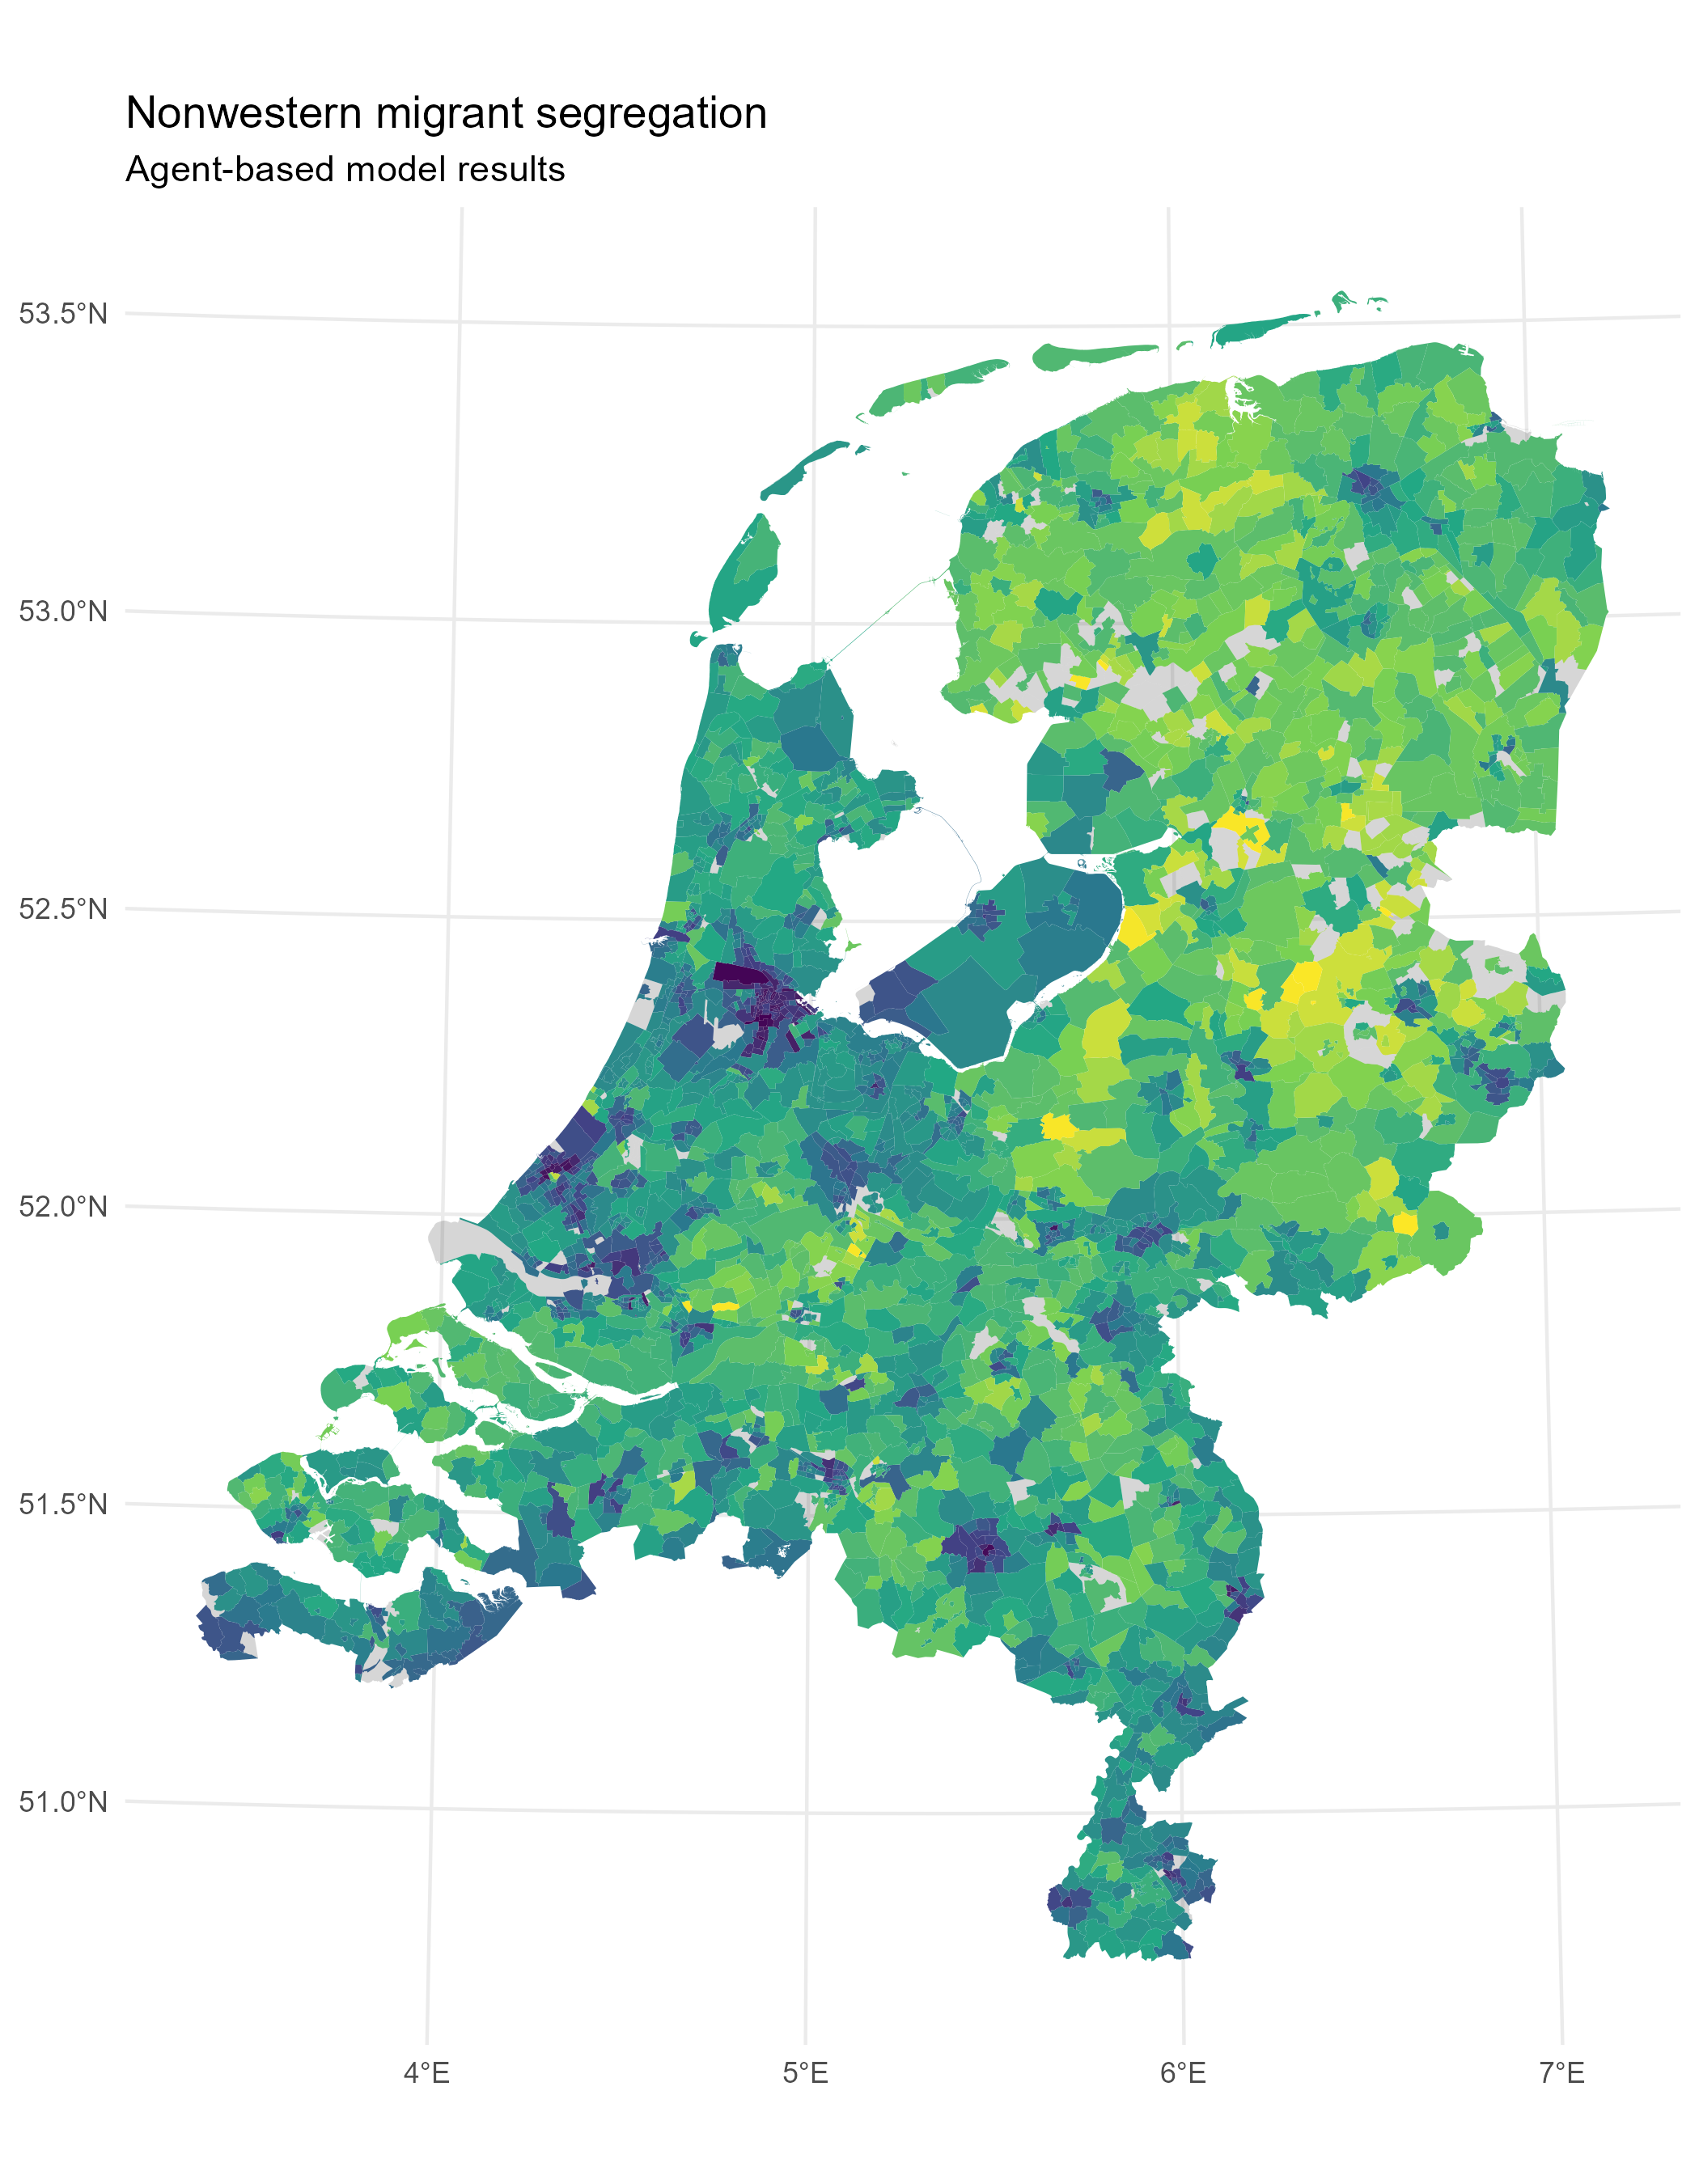 Nonwestern migrant segregation
Agent-based model results
53.5°N
53.0°N
52.5°N
52.0°N
51.5°N
51.0°N
4°E
5°E
6°E
7°E